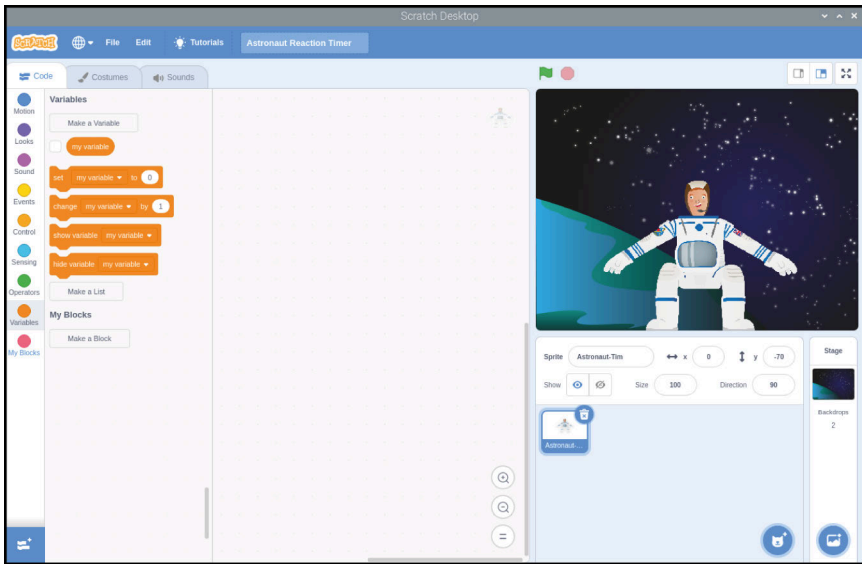 Scratch Desktop
SCRATCH
File Edit Tutorials Astronaut Reaction Timer
Code Costumes Sounds
Motion
Looks
Sound
Events
Control
Sensing
Operators
Variables
My Blocks
Variables
Make a Variable
my variable
set my variable to 0
change my variable by 1
show variable my variable
hide variable my variable
Make a List
My Blocks
Make a Block
Sprite Astronaut-Tim x 0 y -70
Show Size 100 Direction 90
Astronaut-...
Stage
Backdrops
2